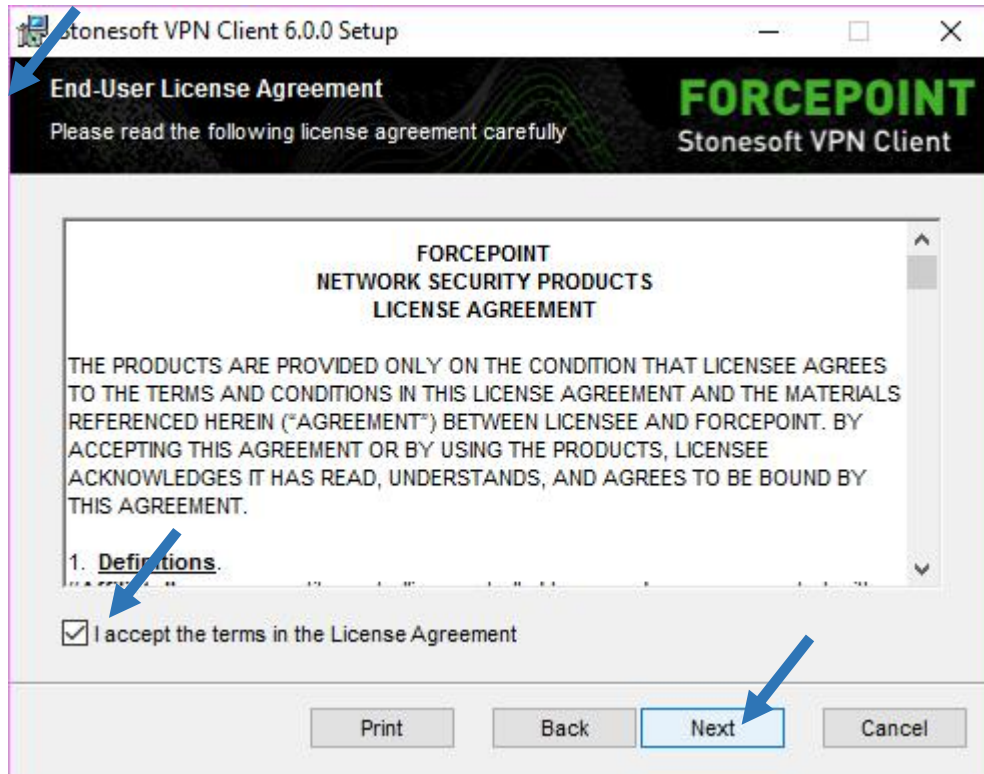 Stonesoft VPN Client 6.0.0 Setup
End-User License Agreement
Please read the following license agreement carefully
FORCEPOINT
Stonesoft VPN Client
FORCEPOINT
NETWORK SECURITY PRODUCTS
LICENSE AGREEMENT
THE PRODUCTS ARE PROVIDED ONLY ON THE CONDITION THAT LICENSEE AGREES
TO THE TERMS AND CONDITIONS IN THIS LICENSE AGREEMENT AND THE MATERIALS
REFERENCED HEREIN ("AGREEMENT") BETWEEN LICENSEE AND FORCEPOINT. BY
ACCEPTING THIS AGREEMENT OR BY USING THE PRODUCTS, LICENSEE
ACKNOWLEDGES IT HAS READ, UNDERSTANDS, AND AGREES TO BE BOUND BY
THIS AGREEMENT.
1. Definitions.
I accept the terms in the License Agreement
Print
Back
Next
Cancel